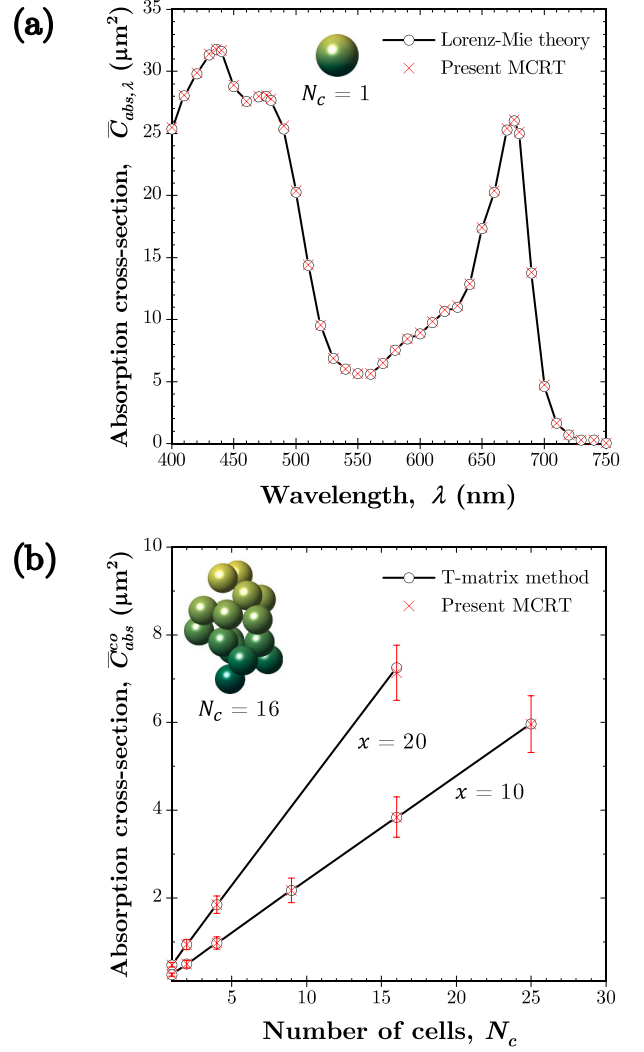 (a)
Absorption cross-section, C̅abs,λ (μm²)
35
30
25
20
15
10
5
0
Nc = 1
Lorenz-Mie theory
Present MCRT
400 450 500 550 600 650 700 750
Wavelength, λ (nm)
(b)
Absorption cross-section, C̅ᶜᵒabs (μm²)
10
8
6
4
2
Nc = 16
T-matrix method
Present MCRT
x = 20
x = 10
5 10 15 20 25 30
Number of cells, Nc